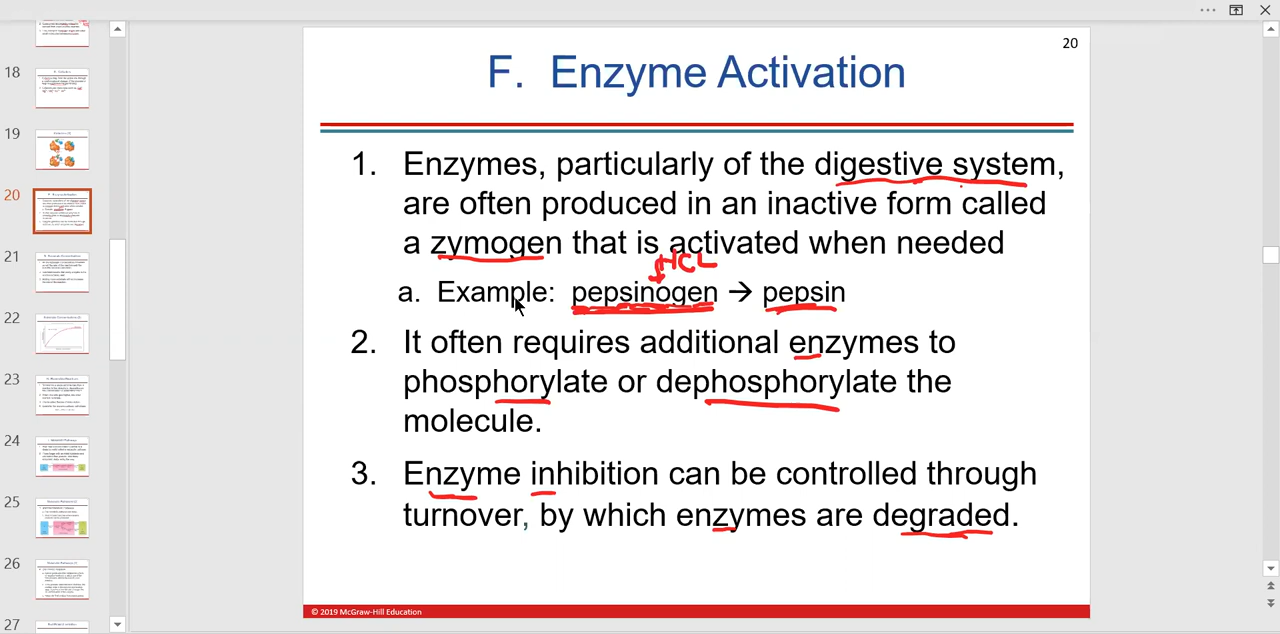 20
F. Enzyme Activation
1. Enzymes, particularly of the digestive system,
are often produced in an inactive form called
a zymogen that is activated when needed
HCL
a. Example: pepsinogen → pepsin
2. It often requires additional enzymes to
phosphorylate or dephosphorylate the
molecule.
3. Enzyme inhibition can be controlled through
turnover, by which enzymes are degraded.
© 2019 McGraw-Hill Education
18
19
20
21
22
23
24
25
26
27